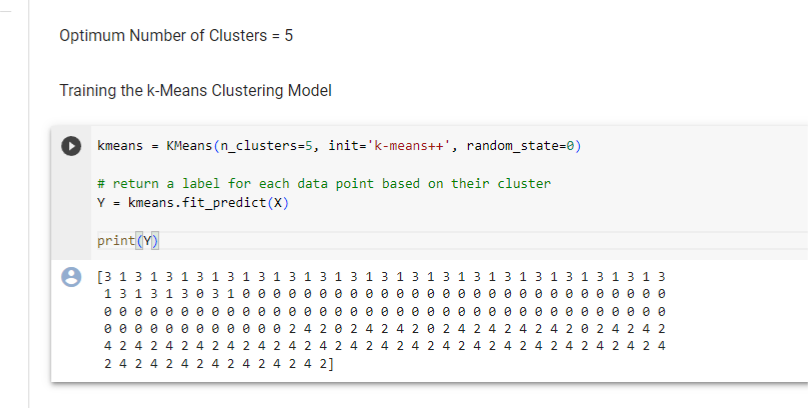 Optimum Number of Clusters = 5
Training the k-Means Clustering Model
kmeans = KMeans(n_clusters=5, init='k-means++', random_state=0)
# return a label for each data point based on their cluster
Y = kmeans.fit_predict(X)
print(Y)
[3 1 3 1 3 1 3 1 3 1 3 1 3 1 3 1 3 1 3 1 3 1 3 1 3 1 3 1 3 1 3 1 3 1 3 1 3
1 3 1 3 1 3 0 3 1 0 0 0 0 0 0 0 0 0 0 0 0 0 0 0 0 0 0 0 0 0 0 0 0 0 0 0 0
0 0 0 0 0 0 0 0 0 0 0 0 0 0 0 0 0 0 0 0 0 0 0 0 0 0 0 0 0 0 0 0 0 0 0 0 0
0 0 0 0 0 0 0 0 0 0 0 0 2 4 2 0 2 4 2 4 2 0 2 4 2 4 2 4 2 4 2 0 2 4 2 4 2
4 2 4 2 4 2 4 2 4 2 4 2 4 2 4 2 4 2 4 2 4 2 4 2 4 2 4 2 4 2 4 2 4 2 4 2 4
2 4 2 4 2 4 2 4 2 4 2 4 2 4 2]